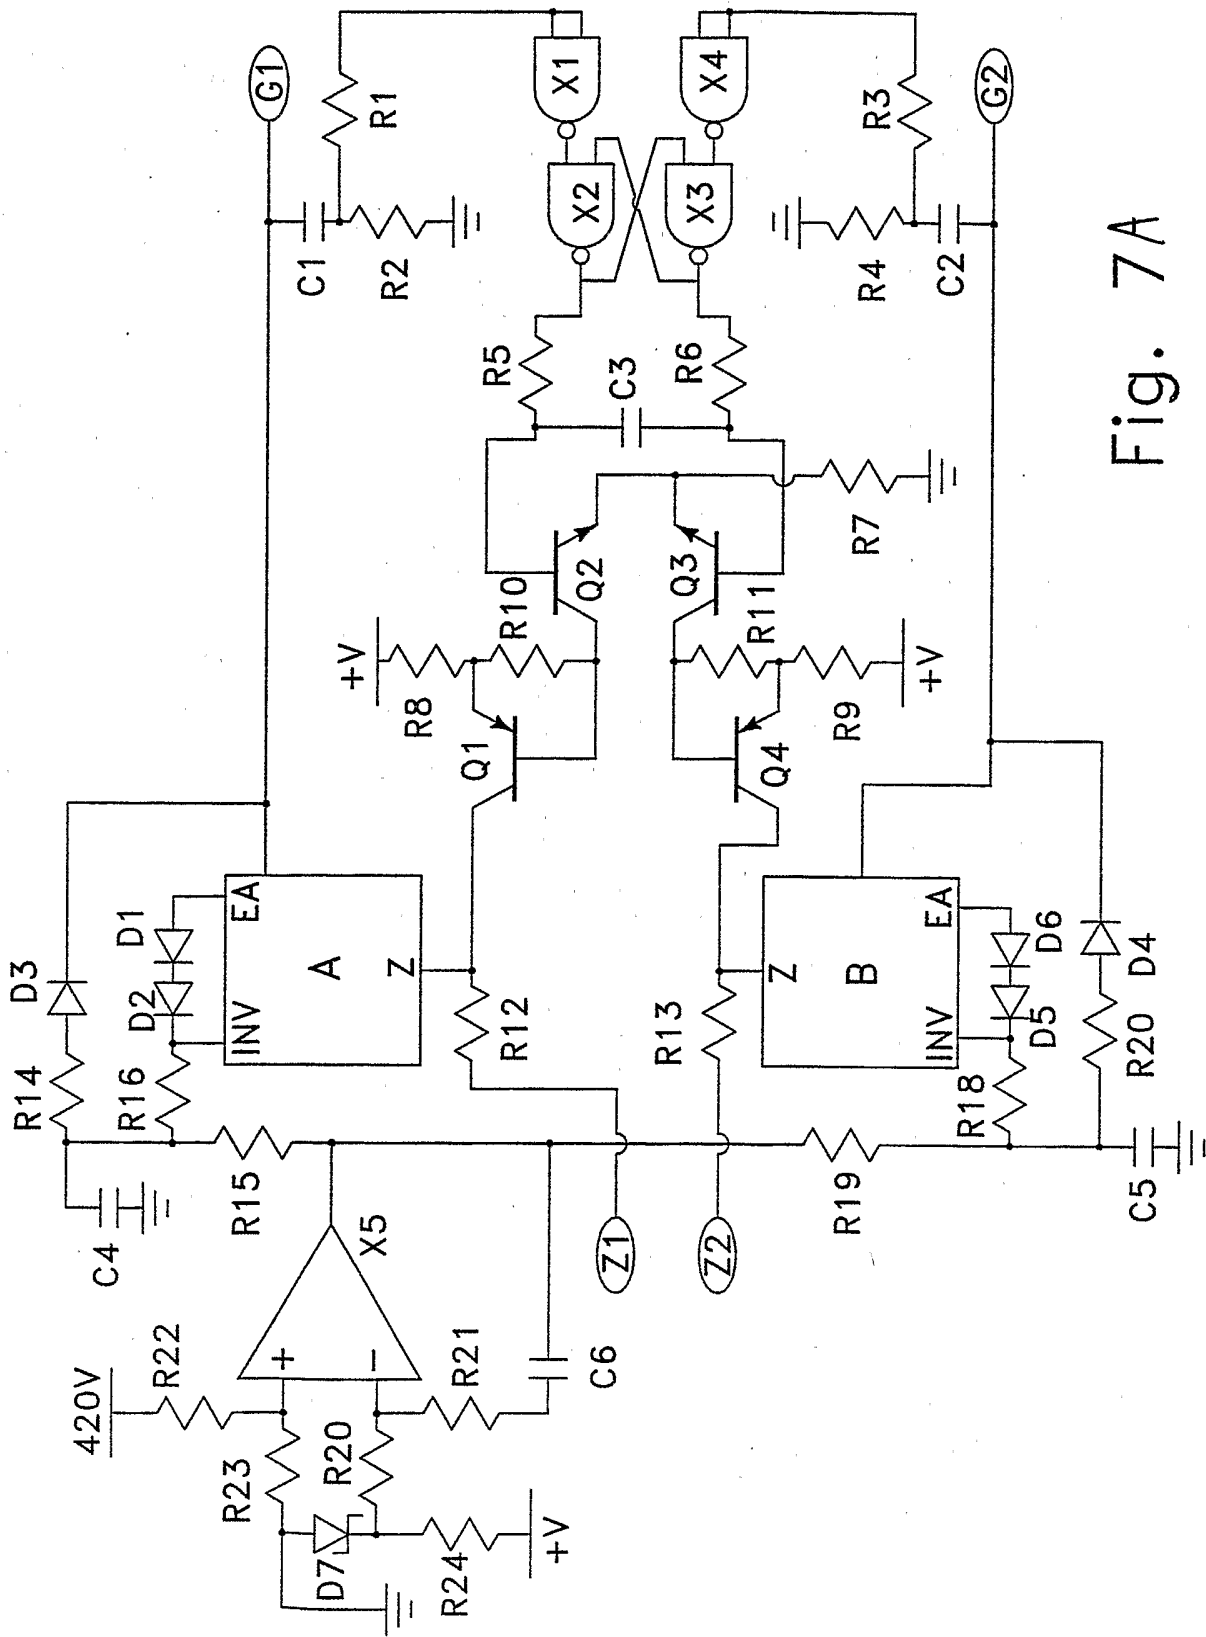 G1
R1
X1
X4
R3
G2
C1
R2
X2
X3
R4
C2
R5
C3
R6
R7
Q2
Q3
R10
R11
+V
R8
R9
+V
Q1
Q4
D3
D1
D2
EA
INV
A
Z
R14
R16
R12
R13
Z
B
EA
INV
D6
D5
D4
R20
R18
R15
R19
C4
C5
X5
Z1
Z2
420V
R22
+
−
R21
C6
R23
R20
D7
R24
+V
Fig. 7A